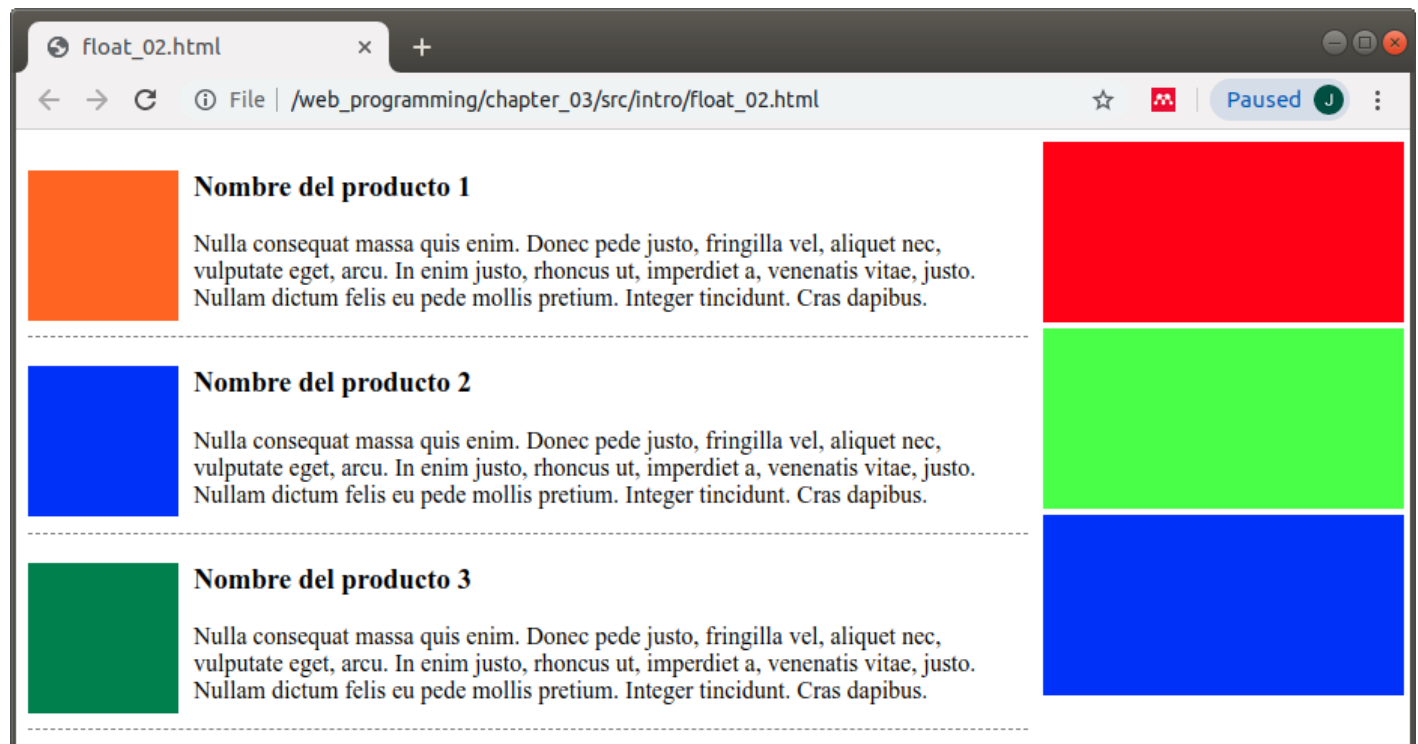 float_02.html
File
/web_programming/chapter_03/src/intro/float_02.html
Paused
J
Nombre del producto 1
Nulla consequat massa quis enim. Donec pede justo, fringilla vel, aliquet nec,
vulputate eget, arcu. In enim justo, rhoncus ut, imperdiet a, venenatis vitae, justo.
Nullam dictum felis eu pede mollis pretium. Integer tincidunt. Cras dapibus.
Nombre del producto 2
Nulla consequat massa quis enim. Donec pede justo, fringilla vel, aliquet nec,
vulputate eget, arcu. In enim justo, rhoncus ut, imperdiet a, venenatis vitae, justo.
Nullam dictum felis eu pede mollis pretium. Integer tincidunt. Cras dapibus.
Nombre del producto 3
Nulla consequat massa quis enim. Donec pede justo, fringilla vel, aliquet nec,
vulputate eget, arcu. In enim justo, rhoncus ut, imperdiet a, venenatis vitae, justo.
Nullam dictum felis eu pede mollis pretium. Integer tincidunt. Cras dapibus.